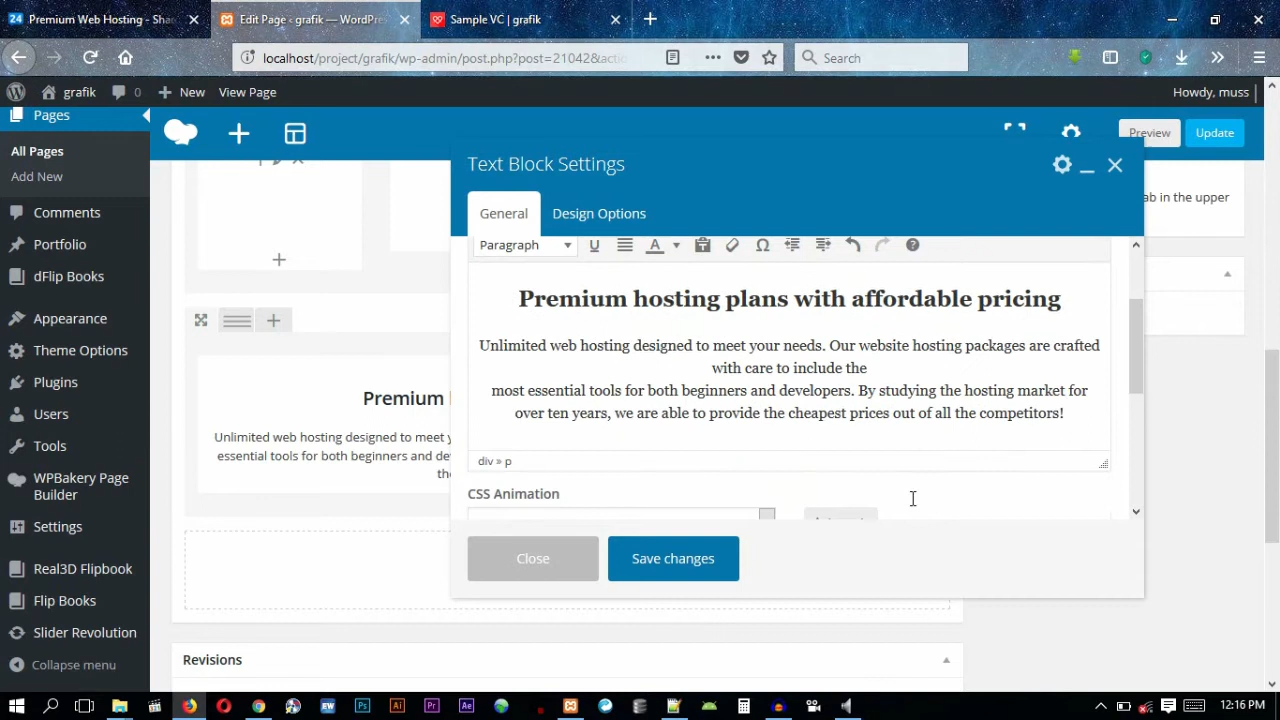 Premium Web Hosting - Sha
Edit Page ‹ grafik — WordPre
Sample VC | grafik
localhost/project/grafik/wp-admin/post.php?post=21042&acti
Search
grafik
0
New
View Page
Howdy, muss
Pages
All Pages
Add New
Comments
Portfolio
dFlip Books
Appearance
Theme Options
Plugins
Users
Tools
WPBakery Page
Builder
Settings
Real3D Flipbook
Flip Books
Slider Revolution
Collapse menu
Preview
Update
ab in the upper
Premium
Unlimited web hosting designed to meet
essential tools for both beginners and
the
Text Block Settings
General
Design Options
Paragraph
Premium hosting plans with affordable pricing
Unlimited web hosting designed to meet your needs. Our website hosting packages are crafted
with care to include the
most essential tools for both beginners and developers. By studying the hosting market for
over ten years, we are able to provide the cheapest prices out of all the competitors!
div » p
CSS Animation
Close
Save changes
Revisions
12:16 PM